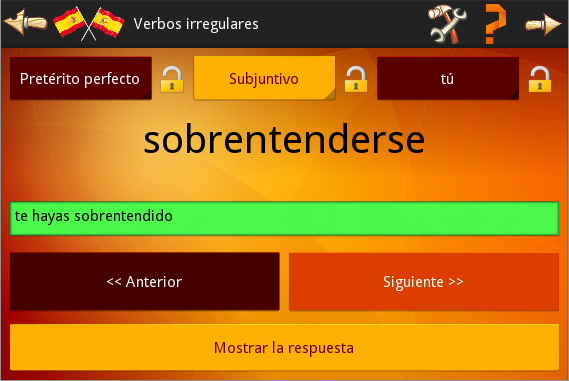 Verbos irregulares
Pretérito perfecto
Subjuntivo
tú
sobrentenderse
te hayas sobrentendido
<< Anterior
Siguiente >>
Mostrar la respuesta